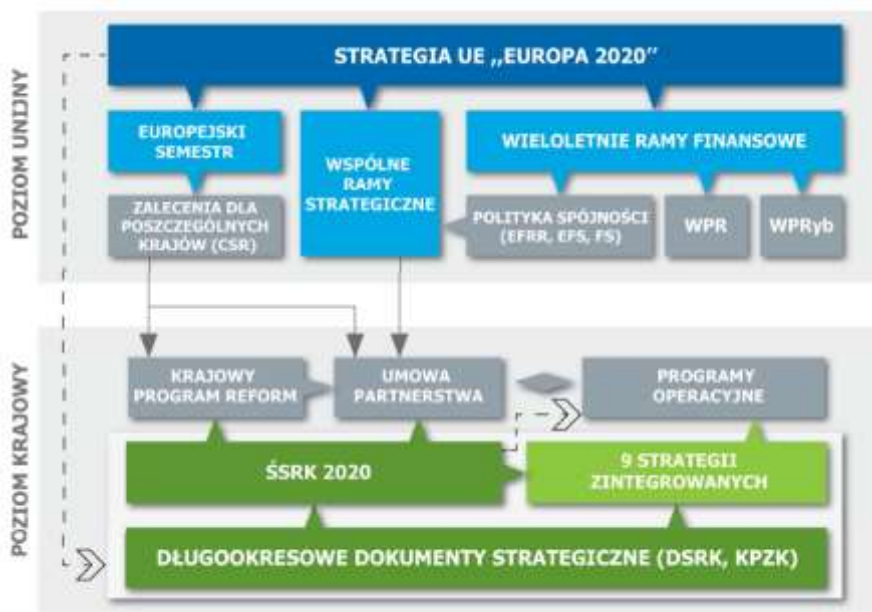 POZIOM UNIJNY
STRATEGIA UE „EUROPA 2020”
EUROPEJSKI
SEMESTR
WSPÓLNE
RAMY
STRATEGICZNE
WIELOLETNIE RAMY FINANSOWE
ZALECENIA DLA
POSZCZEGÓLNYCH
KRAJÓW (CSR)
POLITYKA SPÓJNOŚCI
(EFRR, EFS, FS)
WPR
WPRyb
POZIOM KRAJOWY
KRAJOWY
PROGRAM REFORM
UMOWA
PARTNERSTWA
PROGRAMY
OPERACYJNE
ŚSRK 2020
9 STRATEGII
ZINTEGROWANYCH
DŁUGOOKRESOWE DOKUMENTY STRATEGICZNE (DSRK, KPZK)